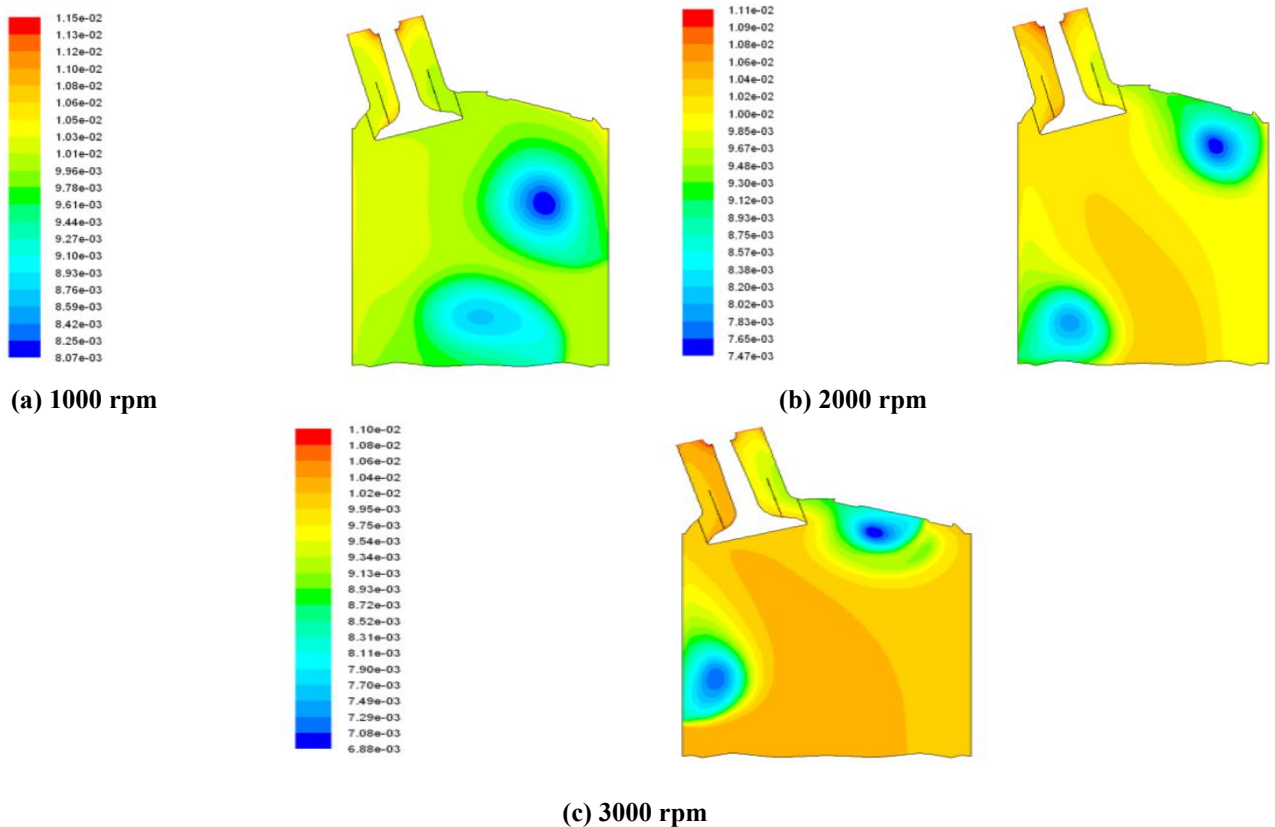 1.15e-02
1.13e-02
1.12e-02
1.10e-02
1.08e-02
1.06e-02
1.03e-02
1.01e-02
9.96e-03
9.78e-03
9.61e-03
9.44e-03
9.27e-03
9.10e-03
8.93e-03
8.76e-03
8.59e-03
8.42e-03
8.25e-03
8.07e-03
(a) 1000 rpm
1.11e-02
1.09e-02
1.08e-02
1.06e-02
1.04e-02
1.02e-02
1.00e-02
9.85e-03
9.67e-03
9.48e-03
9.30e-03
9.12e-03
8.93e-03
8.75e-03
8.57e-03
8.38e-03
8.20e-03
8.02e-03
7.83e-03
7.65e-03
7.47e-03
(b) 2000 rpm
1.10e-02
1.08e-02
1.06e-02
1.04e-02
1.02e-02
9.95e-03
9.75e-03
9.54e-03
9.34e-03
9.13e-03
8.93e-03
8.72e-03
8.52e-03
8.31e-03
8.11e-03
7.90e-03
7.70e-03
7.49e-03
7.29e-03
7.08e-03
6.88e-03
(c) 3000 rpm